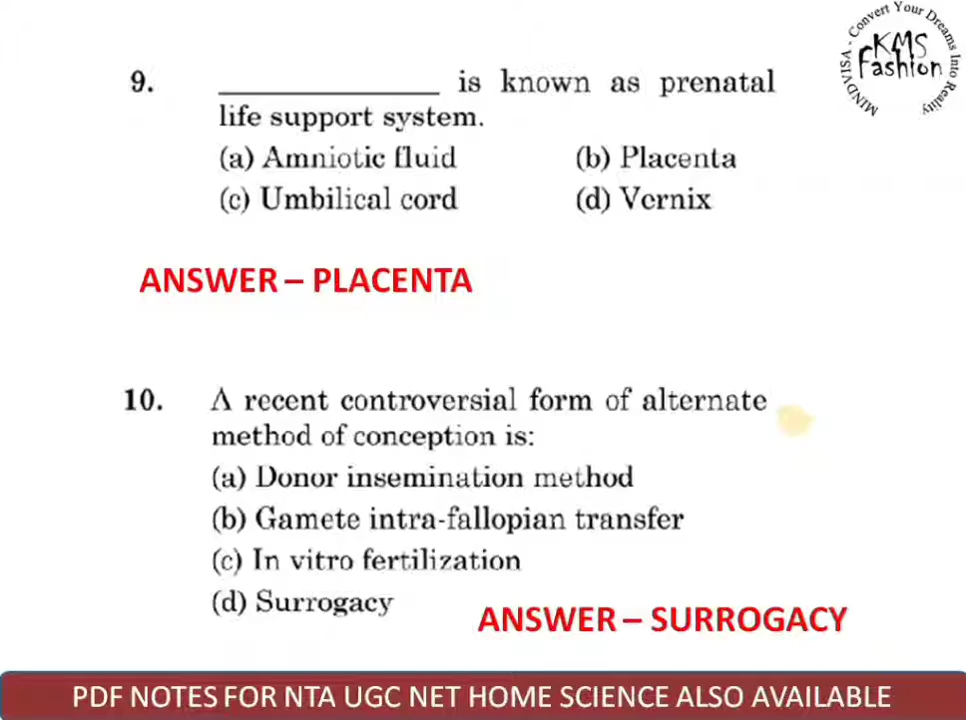 MINDVISA - Convert Your Dreams Into Reality
KMS
Fashion
9. ______________ is known as prenatal
life support system.
(a) Amniotic fluid (b) Placenta
(c) Umbilical cord (d) Vernix
ANSWER – PLACENTA
10. A recent controversial form of alternate
method of conception is:
(a) Donor insemination method
(b) Gamete intra-fallopian transfer
(c) In vitro fertilization
(d) Surrogacy
ANSWER – SURROGACY
PDF NOTES FOR NTA UGC NET HOME SCIENCE ALSO AVAILABLE